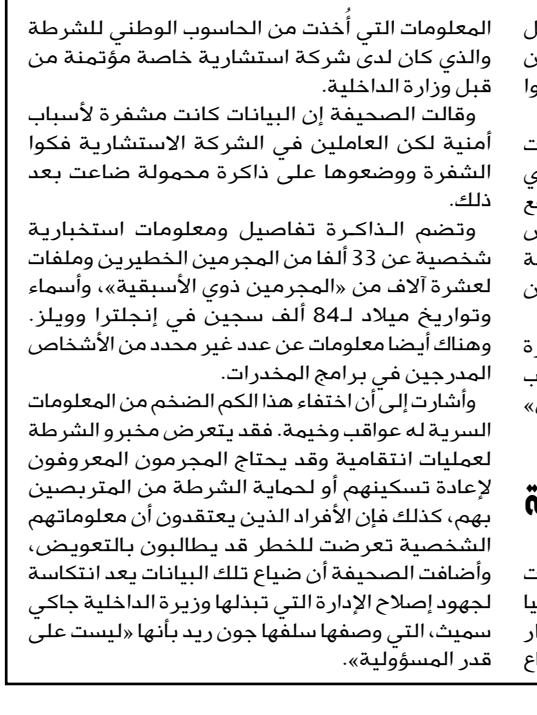 المعلومات التي أُخذت من الحاسوب الوطني للشرطة
والذي كان لدى شركة استشارية خاصة مؤتمنة من
قبل وزارة الداخلية.
وقالت الصحيفة إن البيانات كانت مشفرة لأسباب
أمنية لكن العاملين في الشركة الاستشارية فكوا
الشفرة ووضعوها على ذاكرة محمولة ضاعت بعد
ذلك.
وتضم الـذاكـرة تفاصيل ومعلومات استخبارية
شخصية عن 33 ألفا من المجرمين الخطيرين وملفات
لعشرة آلاف من «المجرمين ذوي الأسبقية»، وأسماء
وتواريخ ميلاد لـ84 ألف سجين في إنجلترا وويلز.
وهناك أيضا معلومات عن عدد غير محدد من الأشخاص
المدرجين في برامج المخدرات.
وأشارت إلى أن اختفاء هذا الكم الضخم من المعلومات
السرية له عواقب وخيمة. فقد يتعرض مخبرو الشرطة
لعمليات انتقامية وقد يحتاج المجرمون المعروفون
لإعادة تسكينهم أو لحماية الشرطة من المتربصين
بهم، كذلك فإن الأفراد الذين يعتقدون أن معلوماتهم
الشخصية تعرضت للخطر قد يطالبون بالتعويض،
وأضافت الصحيفة أن ضياع تلك البيانات يعد انتكاسة
لجهود إصلاح الإدارة التي تبذلها وزيرة الداخلية جاكي
سميث، التي وصفها سلفها جون ريد بأنها «ليست على
قدر المسؤولية».